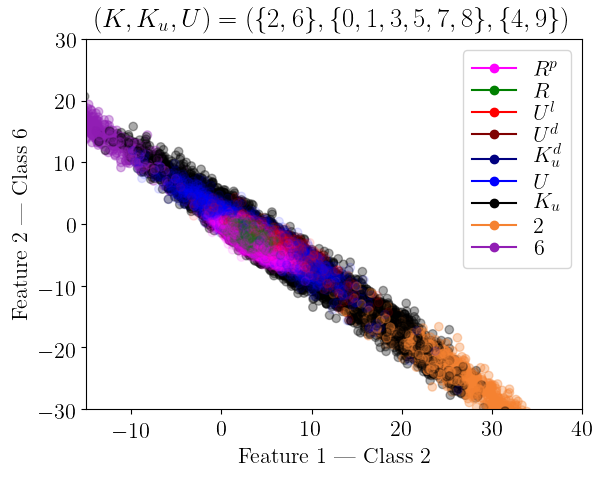 (K, K_u, U) = ({2, 6}, {0, 1, 3, 5, 7, 8}, {4, 9})
30
20
10
0
−10
−20
−30
Feature 2 — Class 6
R^p
R
U^l
U^d
K_u^d
U
K_u
2
6
−10 0 10 20 30 40
Feature 1 — Class 2